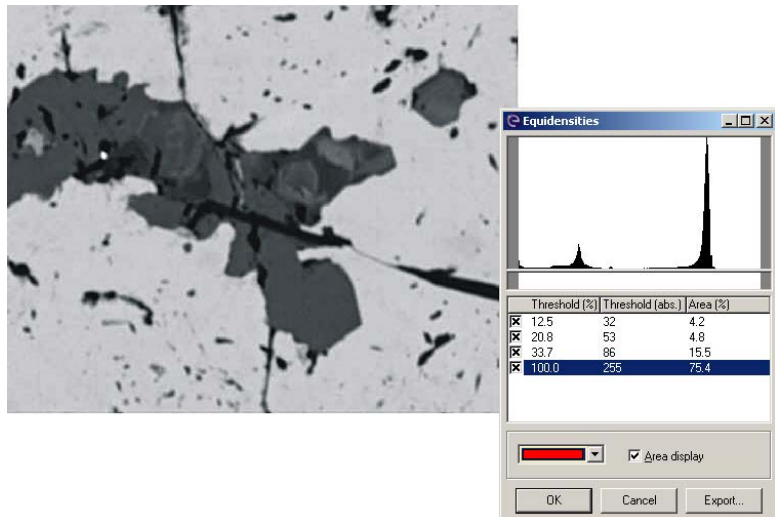 Equidensities
Threshold (%) Threshold (abs.) Area (%)
12.5 32 4.2
20.8 53 4.8
33.7 86 15.5
100.0 255 75.4
Area display
OK Cancel Export...